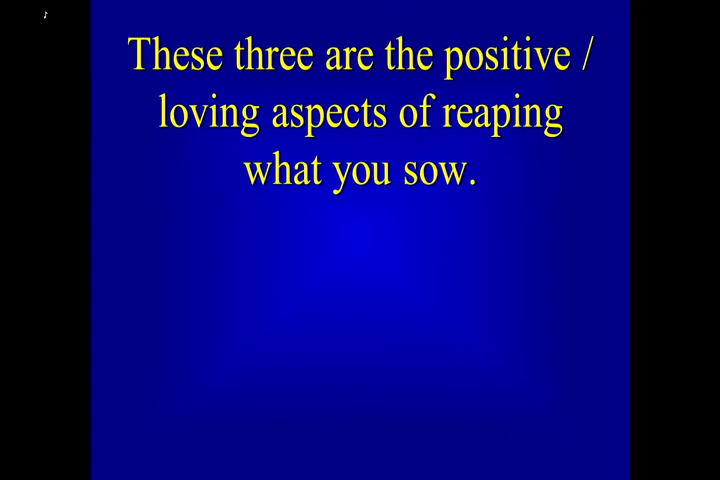 These three are the positive /
loving aspects of reaping
what you sow.